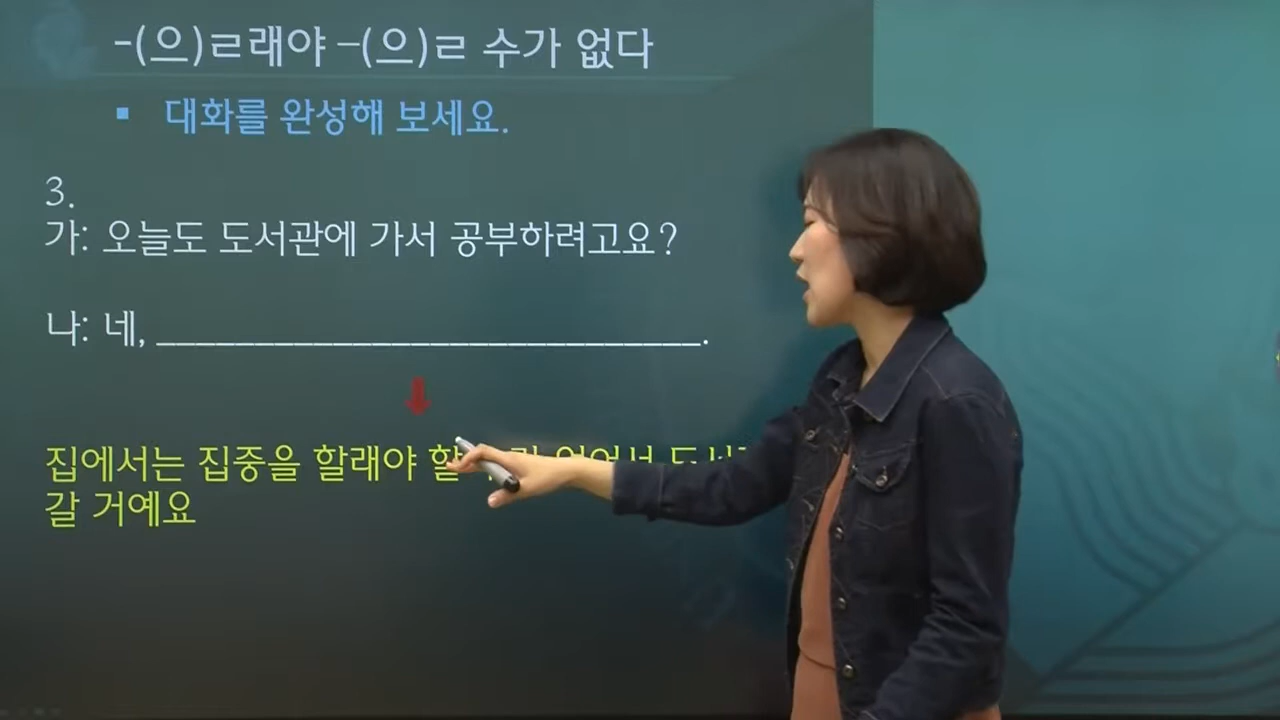 -(으)ㄹ래야 –(으)ㄹ 수가 없다
▪ 대화를 완성해 보세요.
3.
가: 오늘도 도서관에 가서 공부하려고요?
나: 네, ____________________________.
집에서는 집중을 할래야 할
갈 거예요